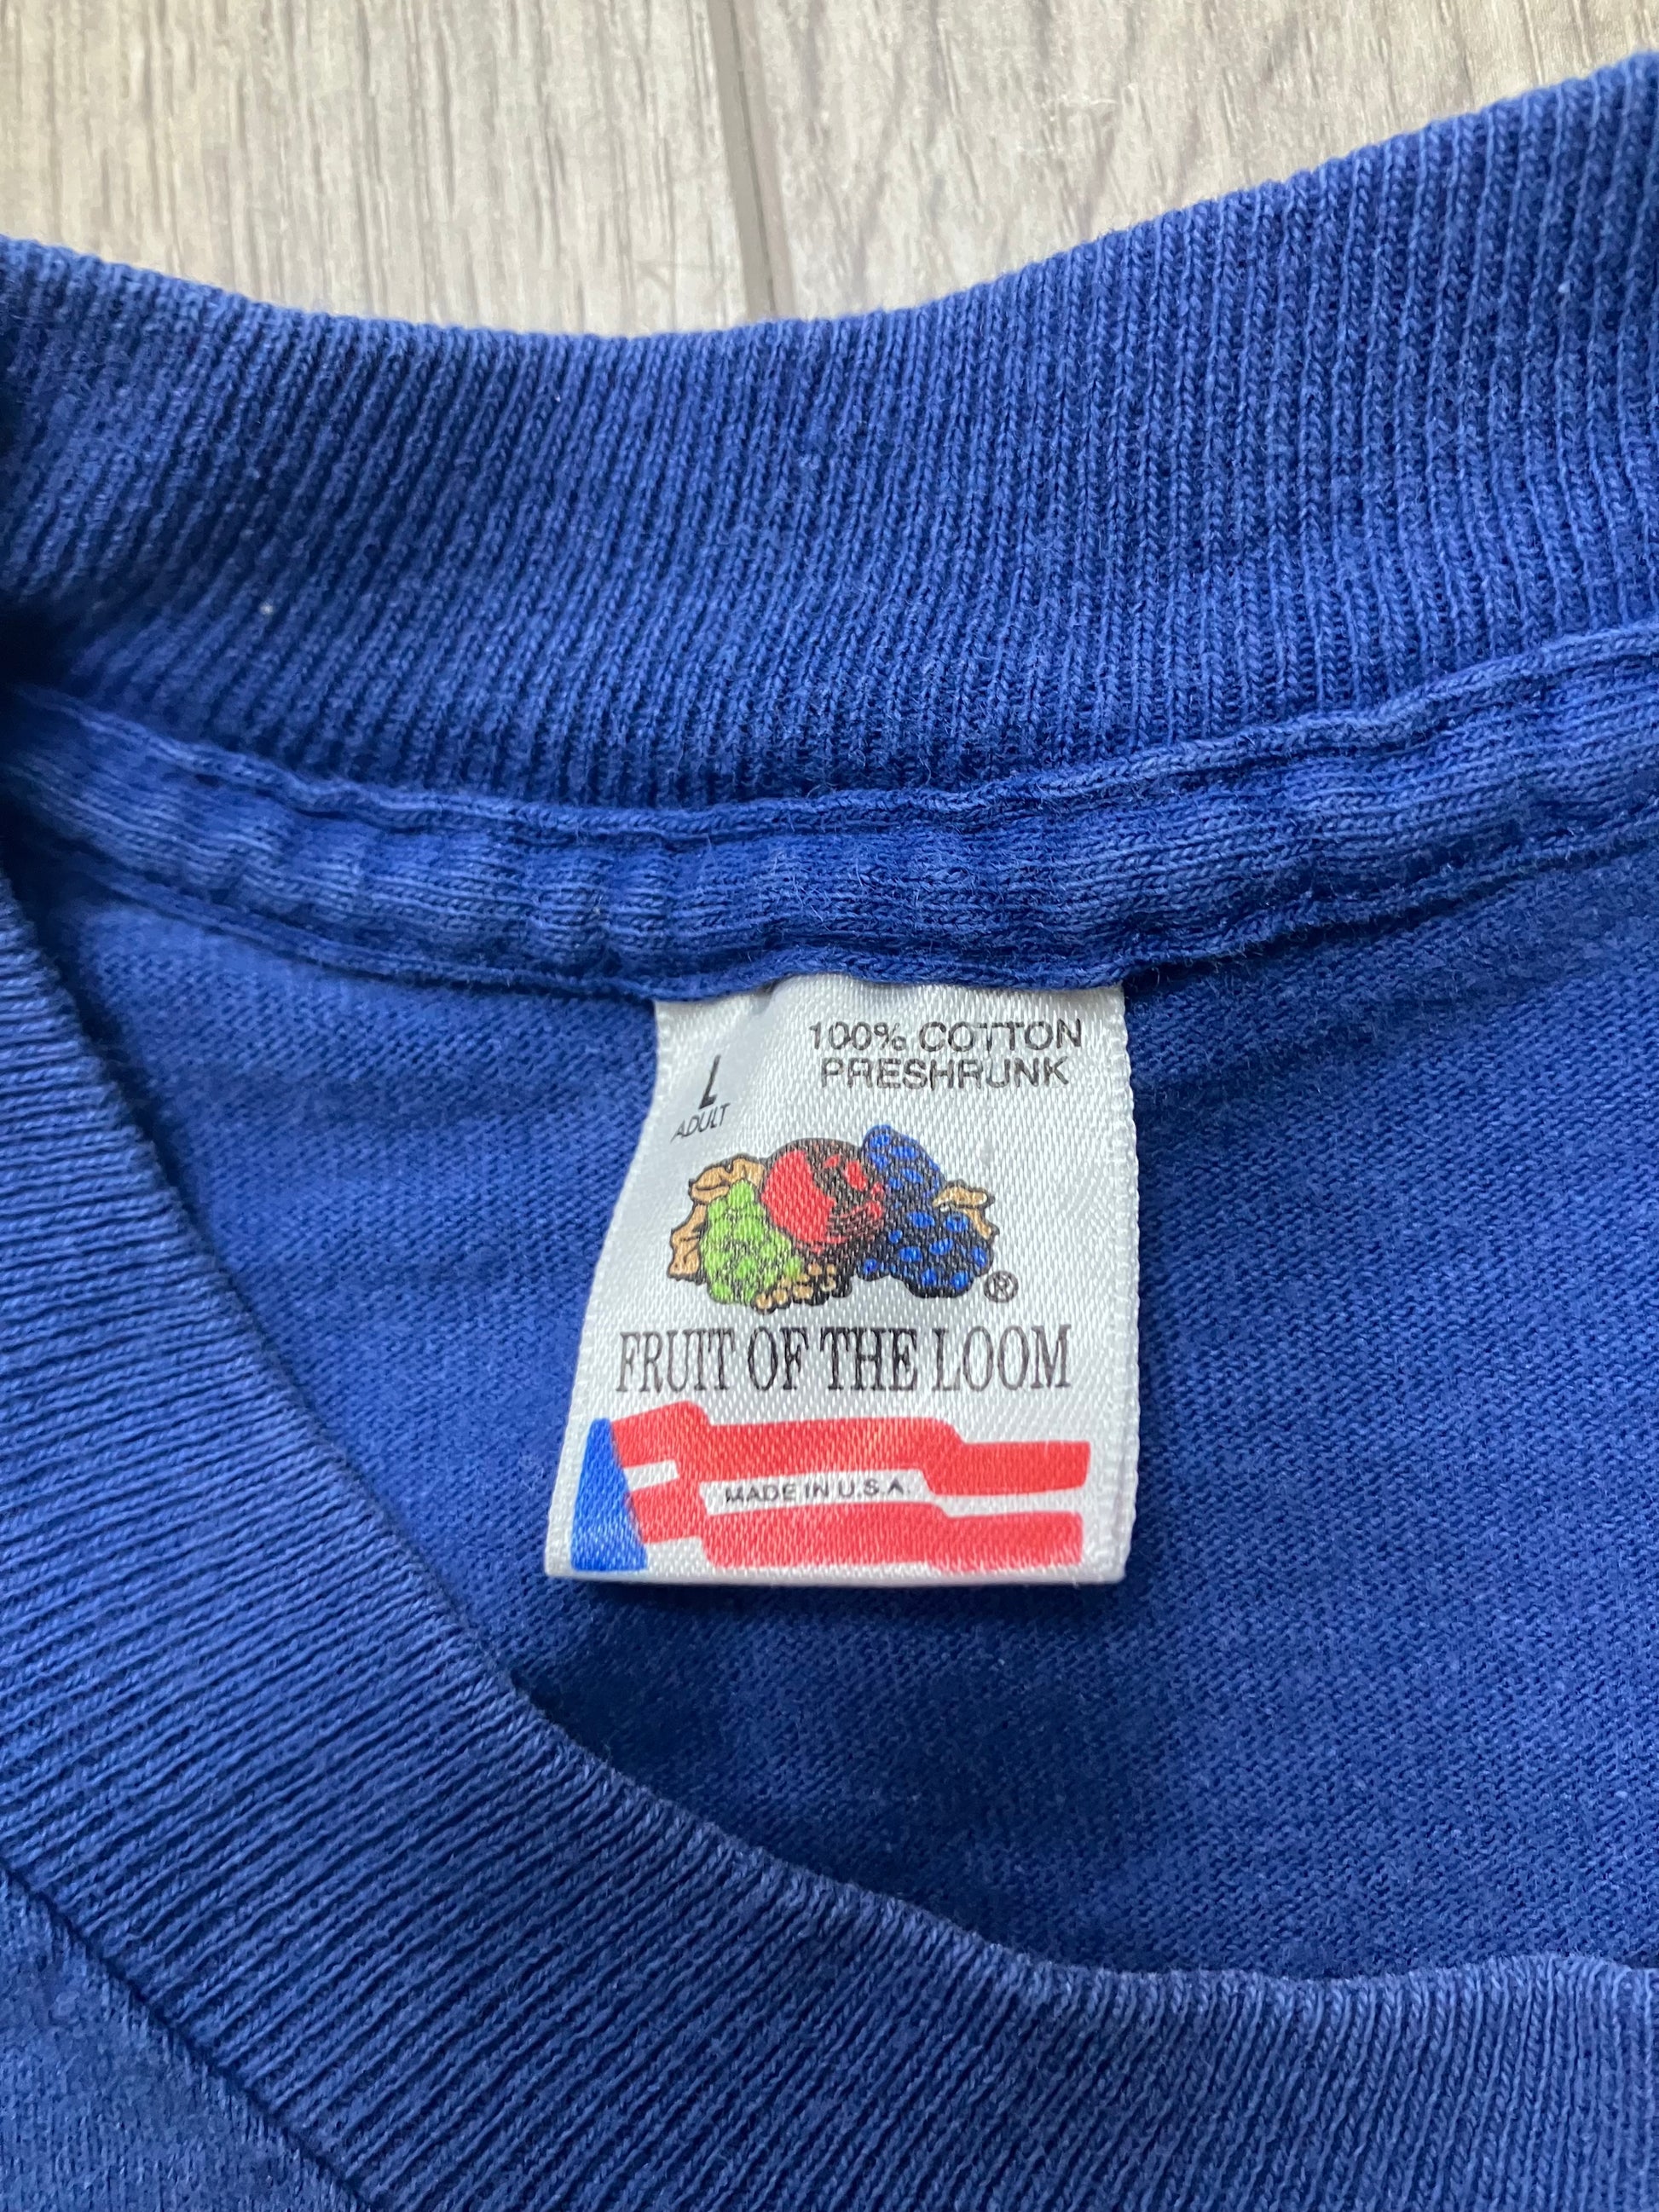 100% COTTON
PRESHRUNK
L
ADULT
®
FRUIT OF THE LOOM
MADE IN U.S.A